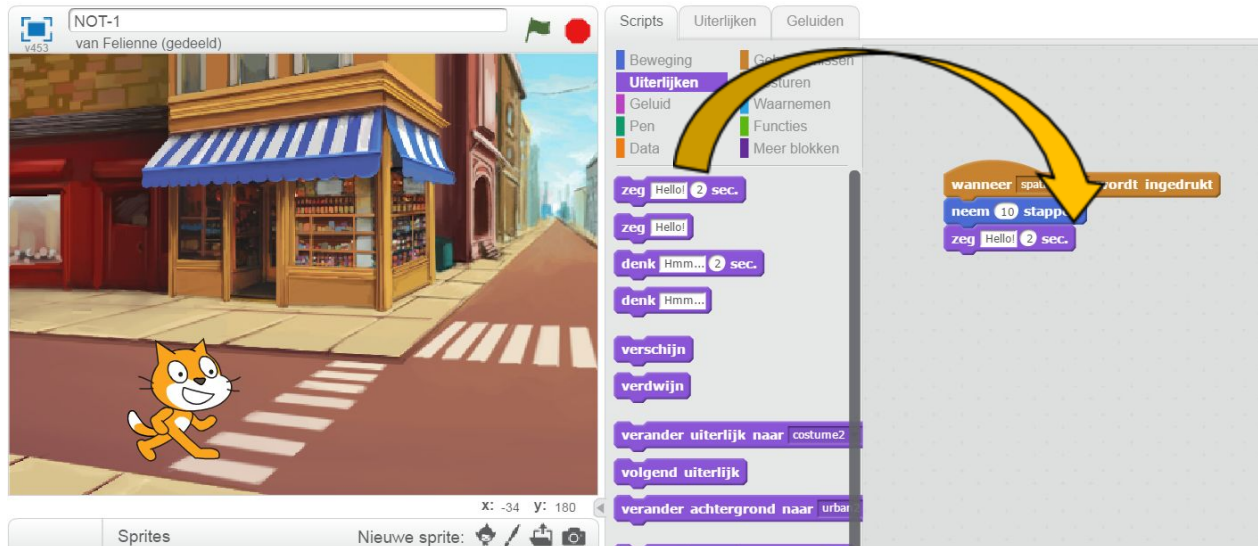 NOT-1
van Felienne (gedeeld)
v453
Scripts
Uiterlijken
Geluiden
Beweging
Uiterlijken
Geluid
Pen
Data
Waarnemen
Functies
Meer blokken
zeg Hello! 2 sec.
zeg Hello!
denk Hmm... 2 sec.
denk Hmm...
verschijn
verdwijn
verander uiterlijk naar costume2
volgend uiterlijk
verander achtergrond naar urban
wanneer wordt ingedrukt
neem 10 stappen
zeg Hello! 2 sec.
x: -34 y: 180
Sprites
Nieuwe sprite: